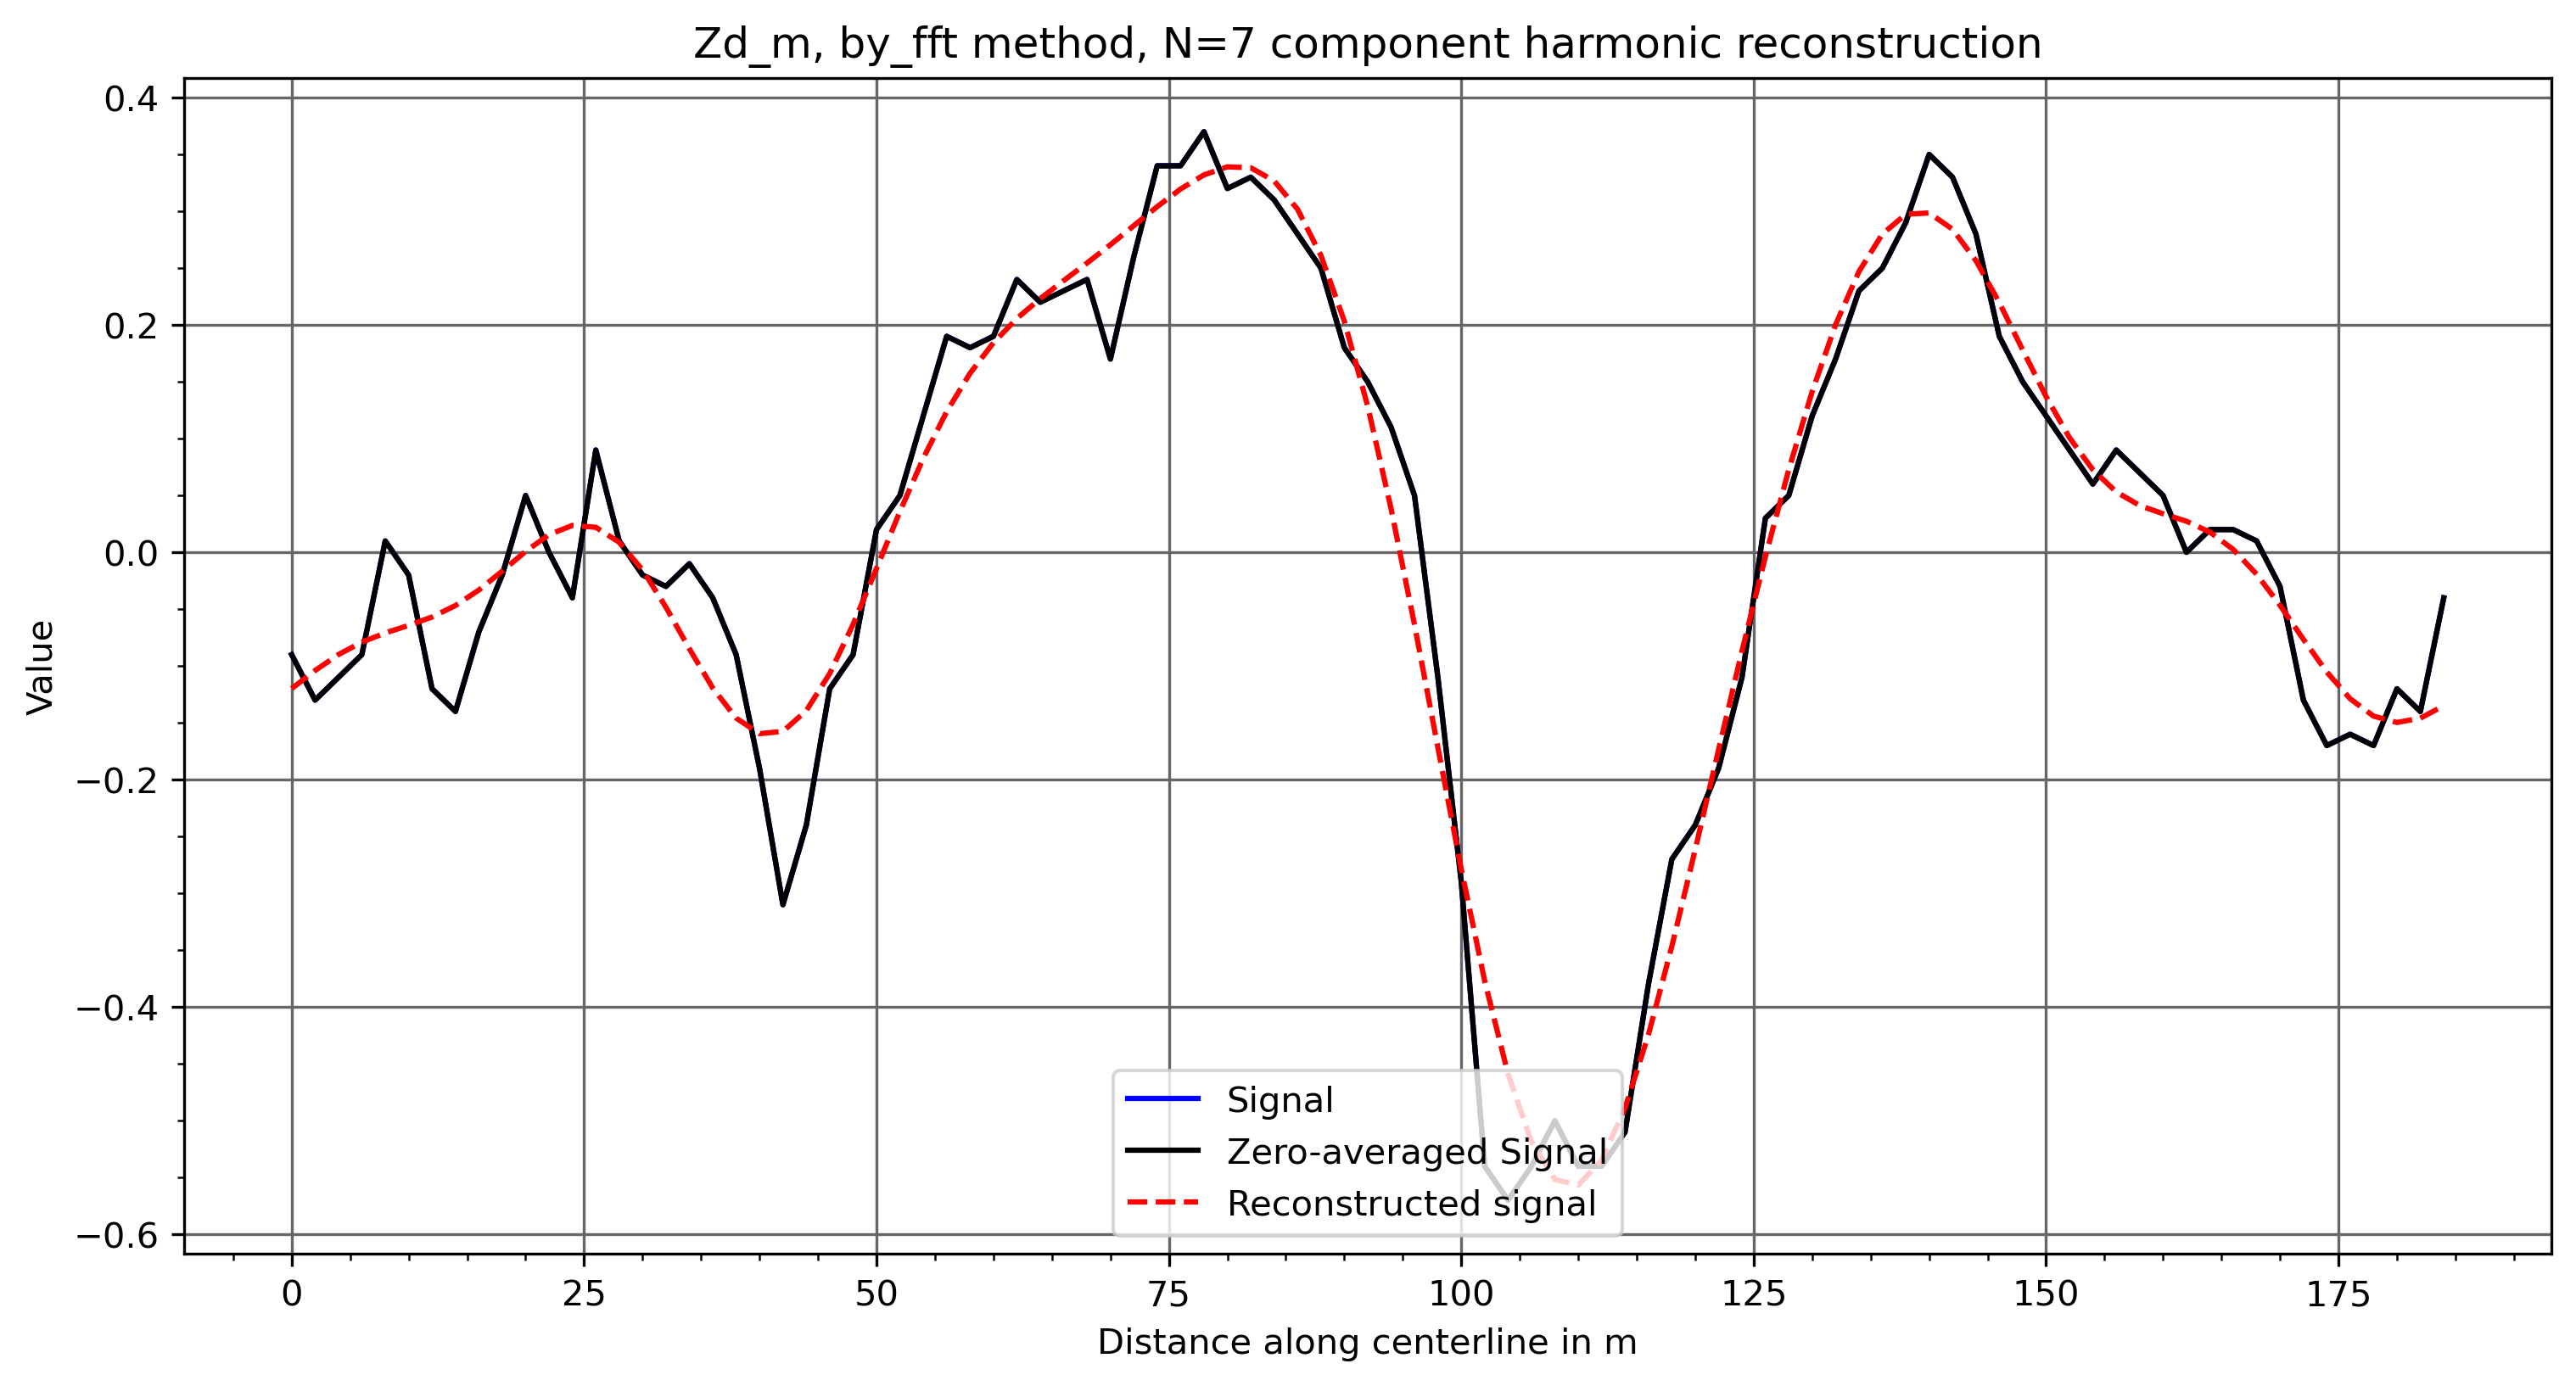 Zd_m, by_fft method, N=7 component harmonic reconstruction
0.4
0.2
0.0
−0.2
−0.4
−0.6
Value
Signal
Zero-averaged Signal
Reconstructed signal
0 25 50 75 100 125 150 175
Distance along centerline in m